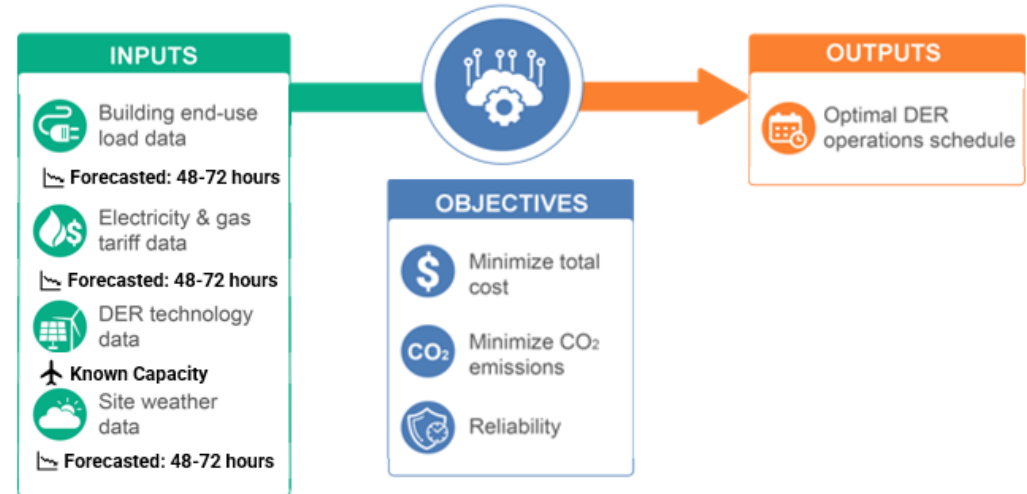 INPUTS
Building end-use
load data
Forecasted: 48-72 hours
Electricity & gas
tariff data
Forecasted: 48-72 hours
DER technology
data
Known Capacity
Site weather
data
Forecasted: 48-72 hours
OBJECTIVES
$
Minimize total
cost
CO₂
Minimize CO₂
emissions
Reliability
OUTPUTS
Optimal DER
operations schedule